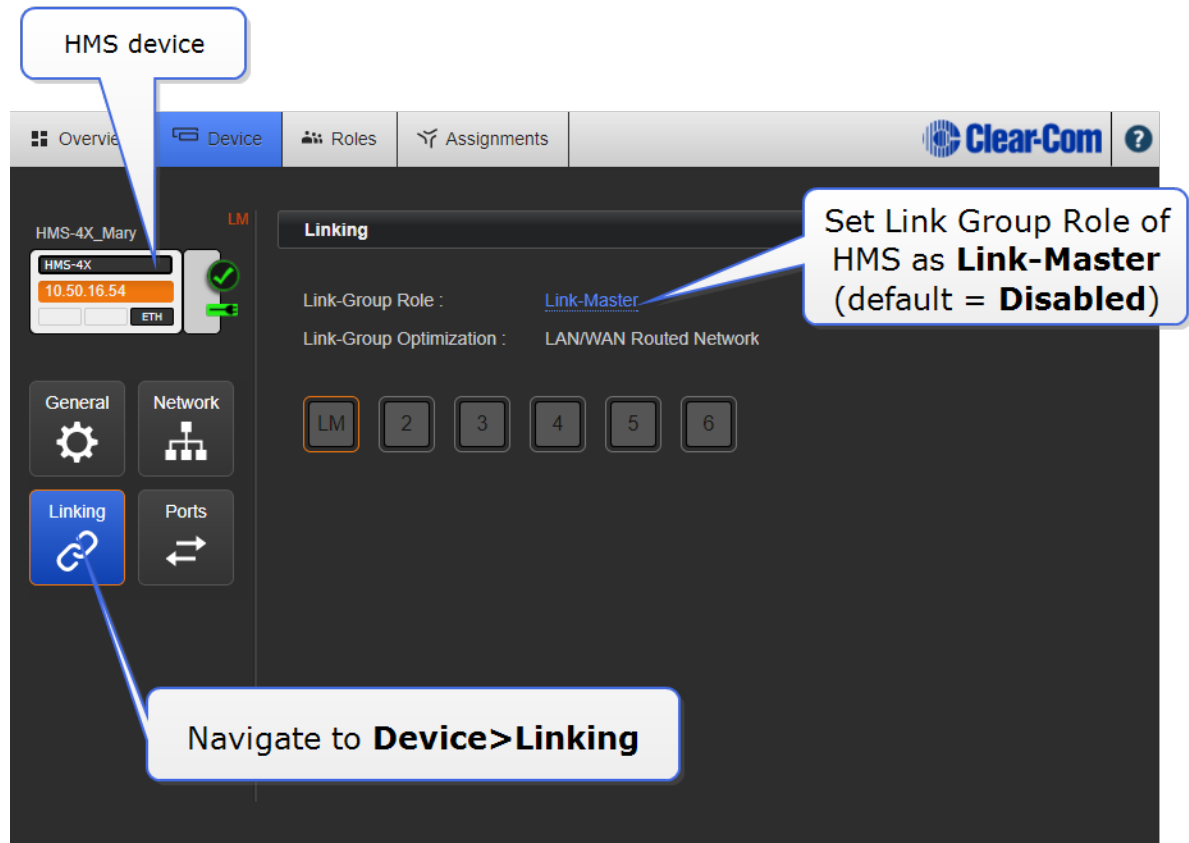 HMS device
Overvie
Device
Roles
Assignments
Clear-Com
?
HMS-4X_Mary
LM
HMS-4X
10.50.16.54
ETH
Linking
Set Link Group Role of
HMS as Link-Master
(default = Disabled)
Link-Group Role :
Link-Master
Link-Group Optimization :
LAN/WAN Routed Network
LM
2
3
4
5
6
General
Network
Linking
Ports
Navigate to Device>Linking